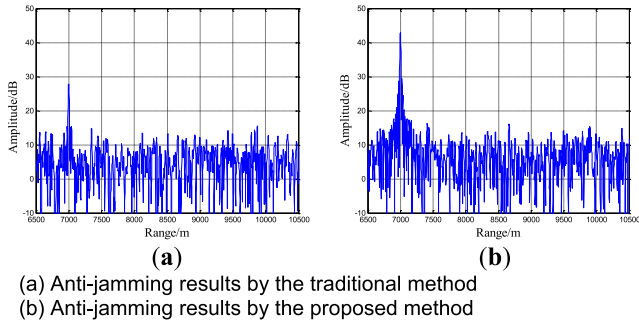 50
40
30
20
10
0
-10
Amplitude/dB
6500 7000 7500 8000 8500 9000 9500 10000 10500
Range/m
(a)
50
40
30
20
10
0
-10
Amplitude/dB
6500 7000 7500 8000 8500 9000 9500 10000 10500
Range/m
(b)
(a) Anti-jamming results by the traditional method
(b) Anti-jamming results by the proposed method